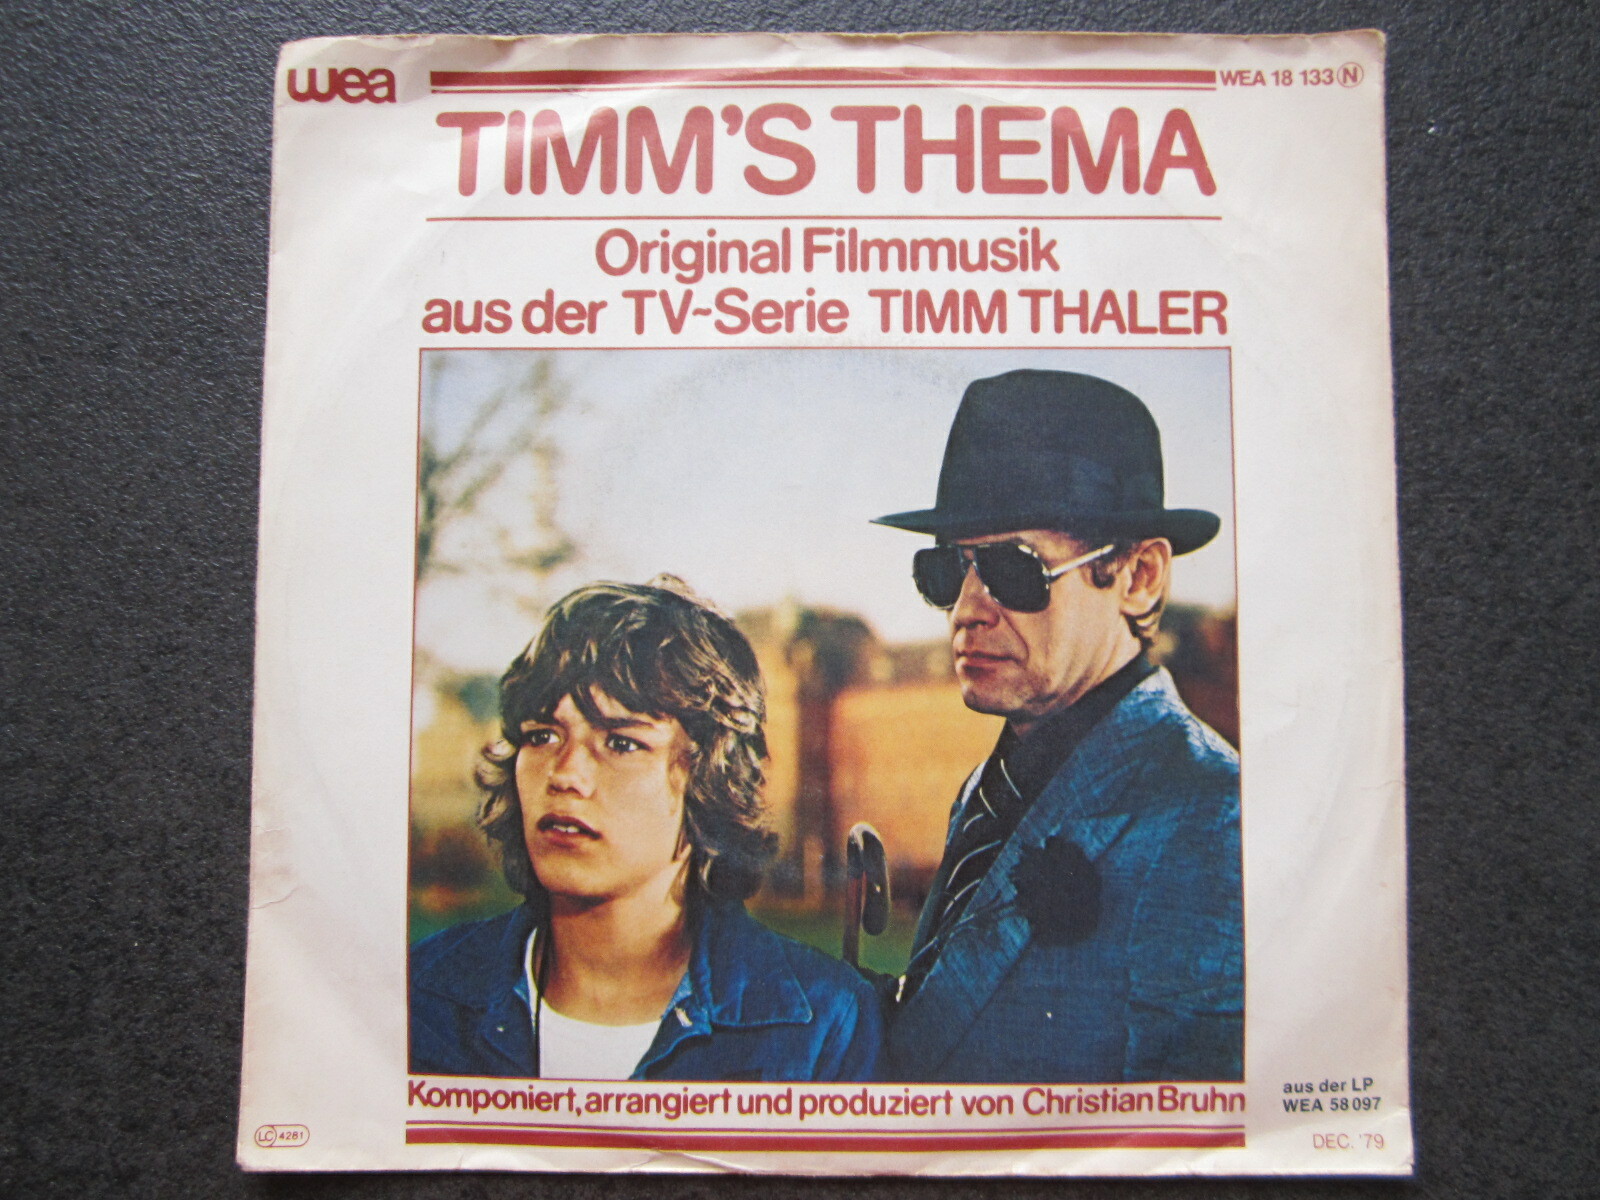 wea
WEA 18 133 N
TIMM'S THEMA
Original Filmmusik
aus der TV-Serie TIMM THALER
Komponiert, arrangiert und produziert von Christian Bruhn
aus der LP
WEA 58 097
LC 4281
DEC. '79